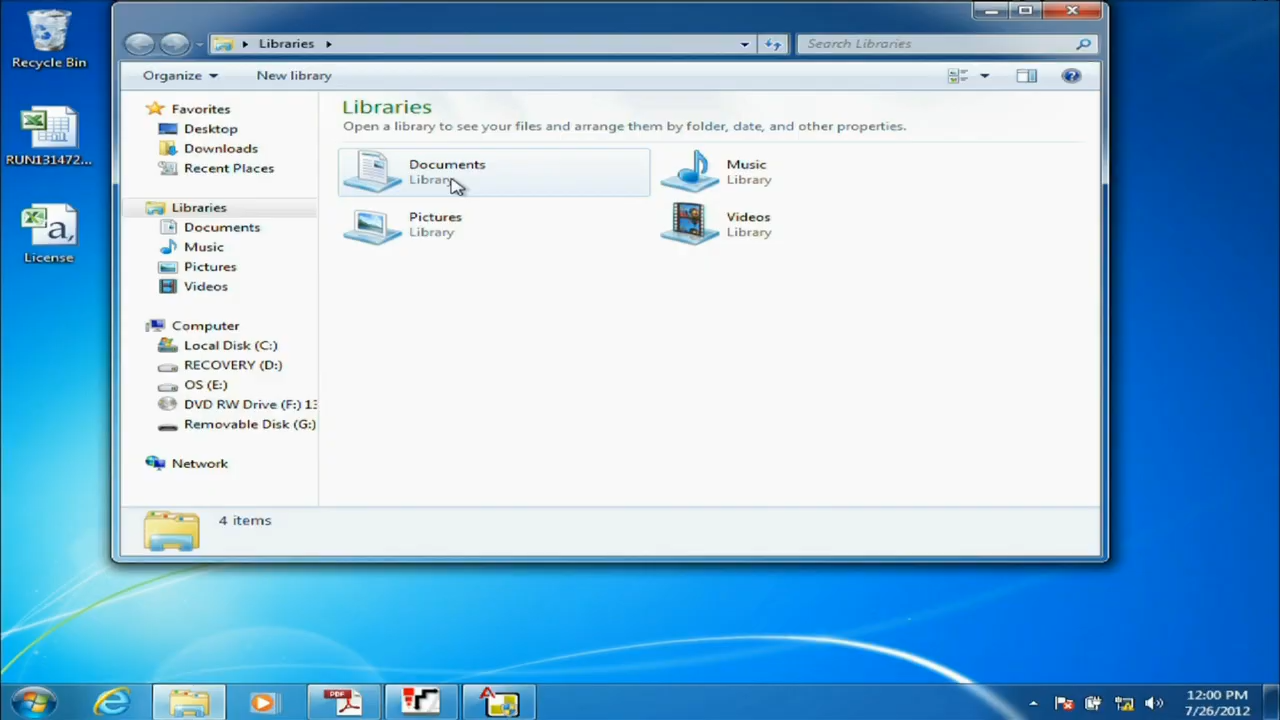 Recycle Bin
RUN131472...
License
Libraries
Search Libraries
Organize
New library
Favorites
Desktop
Downloads
Recent Places
Libraries
Documents
Music
Pictures
Videos
Computer
Local Disk (C:)
RECOVERY (D:)
OS (E:)
DVD RW Drive (F:) 13
Removable Disk (G:)
Network
Libraries
Open a library to see your files and arrange them by folder, date, and other properties.
Documents
Library
Music
Library
Pictures
Library
Videos
Library
4 items
PDF
12:00 PM
7/26/2012